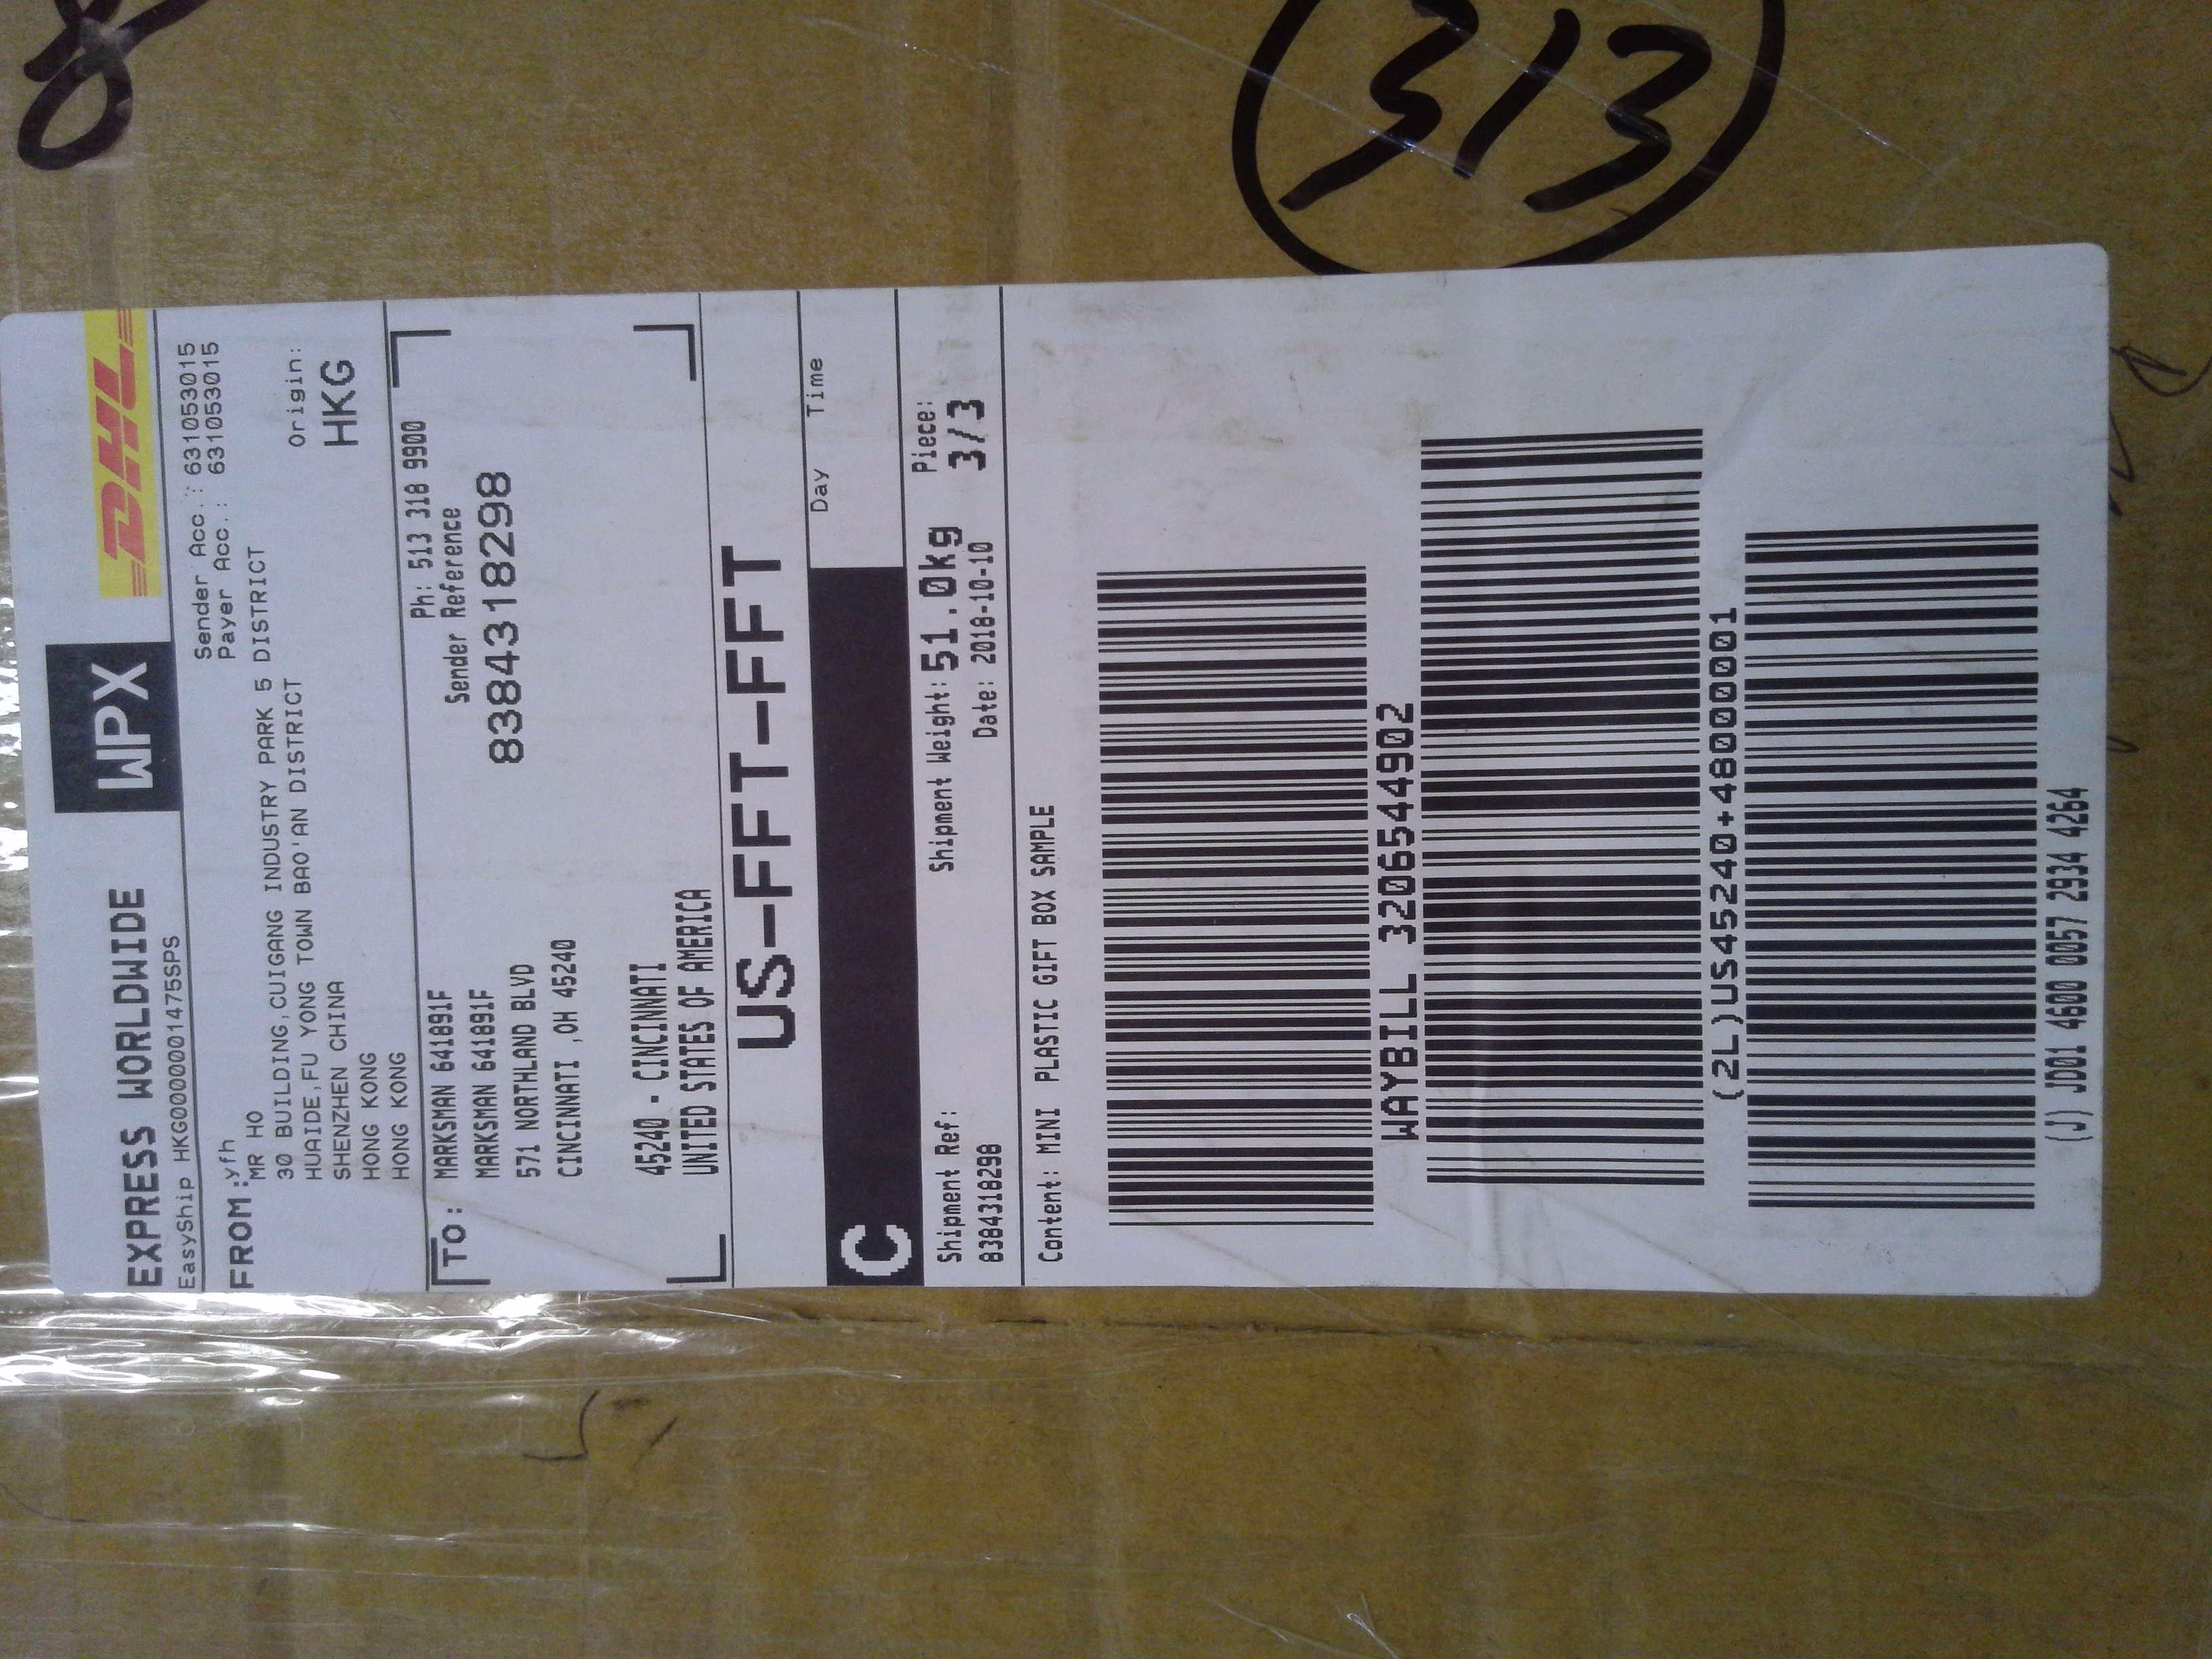 313
EXPRESS WORLDWIDE
WPX
DHL
EasyShip HKG00000001475SPS
FROM:
yfh
MR HO
30 BUILDING,CUIGANG INDUSTRY PARK 5 DISTRICT
HUAIDE,FU YONG TOWN BAO'AN DISTRICT
SHENZHEN CHINA
HONG KONG
HONG KONG
Sender Acc.: 631053015
Payer Acc.: 631053015
Origin:
HKG
TO:
MARKSMAN 641891F
MARKSMAN 641891F
571 NORTHLAND BLVD
CINCINNATI ,OH 45240
45240 - CINCINNATI
UNITED STATES OF AMERICA
Ph: 513 318 9900
Sender Reference
8384318298
US-FFT-FFT
C
Day Time
Shipment Ref:
8384318298
Shipment Weight: 51.0kg
Date: 2018-10-10
Piece:
3/3
Content: MINI PLASTIC GIFT BOX SAMPLE
WAYBILL 3206544902
(2L)US45240+48000001
(J) JD01 4600 0057 2934 4264